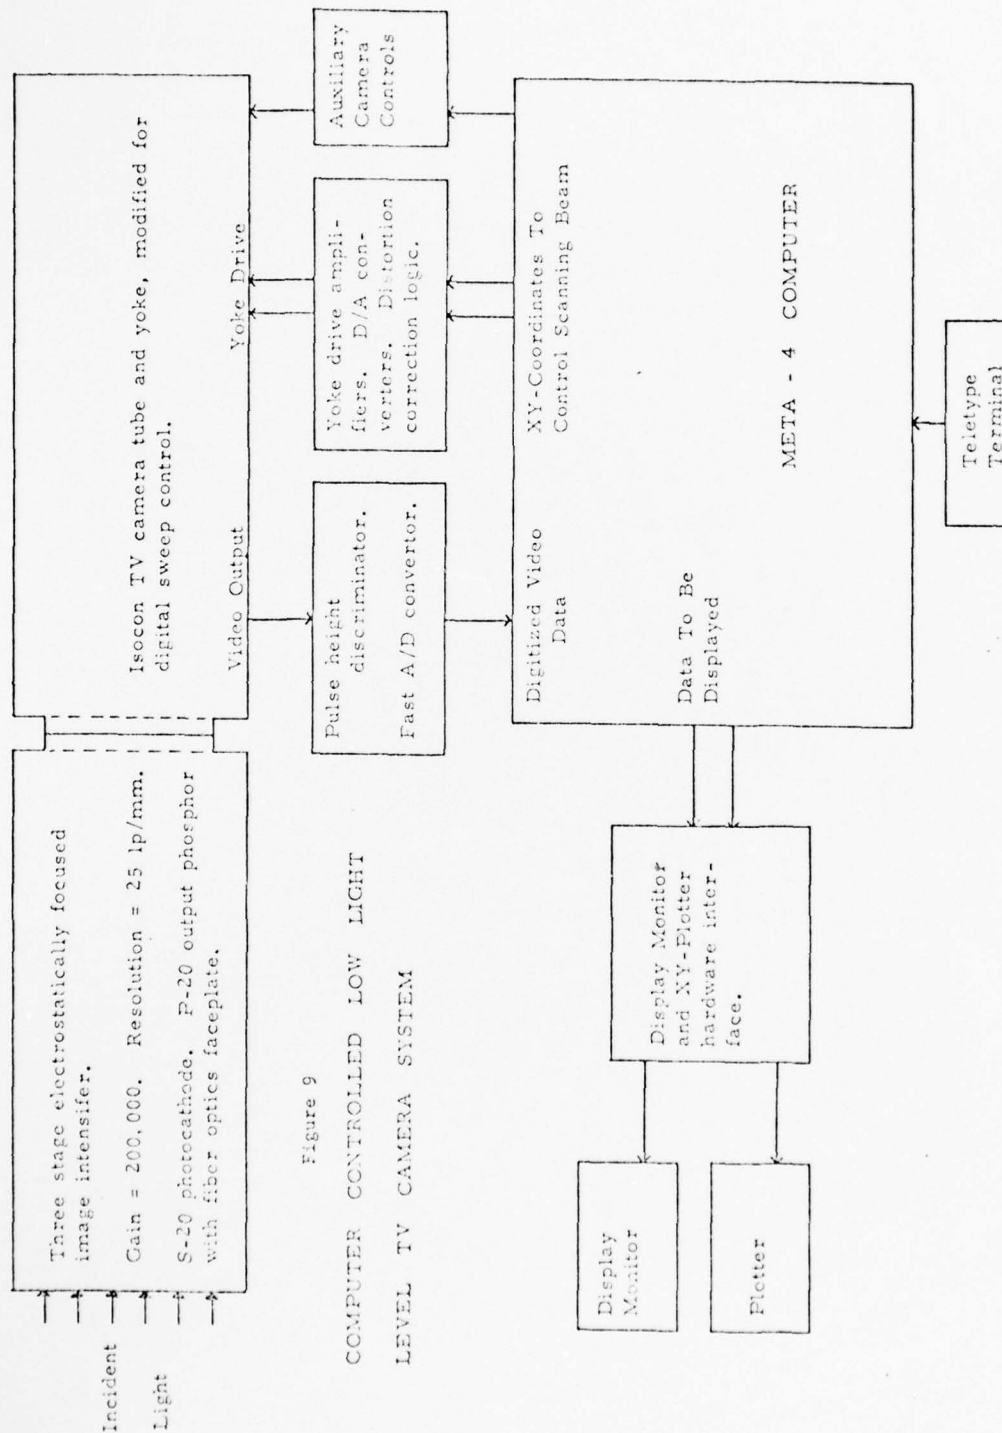 Incident
Light
Three stage electrostatically focused
image intensifer.
Gain = 200,000. Resolution = 25 lp/mm.
S-20 photocathode. P-20 output phosphor
with fiber optics faceplate.
Isocon TV camera tube and yoke, modified for
digital sweep control.
Video Output
Yoke Drive
Pulse height
discriminator.
Fast A/D convertor.
Yoke drive ampli-
fiers. D/A con-
verters. Distortion
correction logic.
Auxiliary
Camera
Controls
Figure 9
COMPUTER CONTROLLED LOW LIGHT
LEVEL TV CAMERA SYSTEM
Digitized Video
Data
XY-Coordinates To
Control Scanning Beam
Data To Be
Displayed
META - 4 COMPUTER
Display Monitor
and XY-Plotter
hardware inter-
face.
Display
Monitor
Plotter
Teletype
Terminal